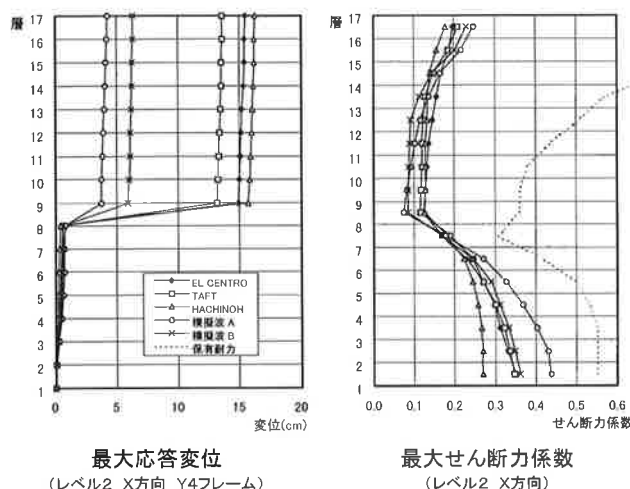 層
17
16
15
14
13
12
11
10
9
8
7
6
5
4
3
2
1
0 5 10 15 20
変位(cm)
EL CENTRO
TAFT
HACHINOH
模擬波 A
模擬波 B
保有耐力
最大応答変位
(レベル2 X方向 Y4フレーム)
層
17
16
15
14
13
12
11
10
9
8
7
6
5
4
3
2
1
0.0 0.1 0.2 0.3 0.4 0.5 0.6
せん断力係数
最大せん断力係数
(レベル2 X方向)